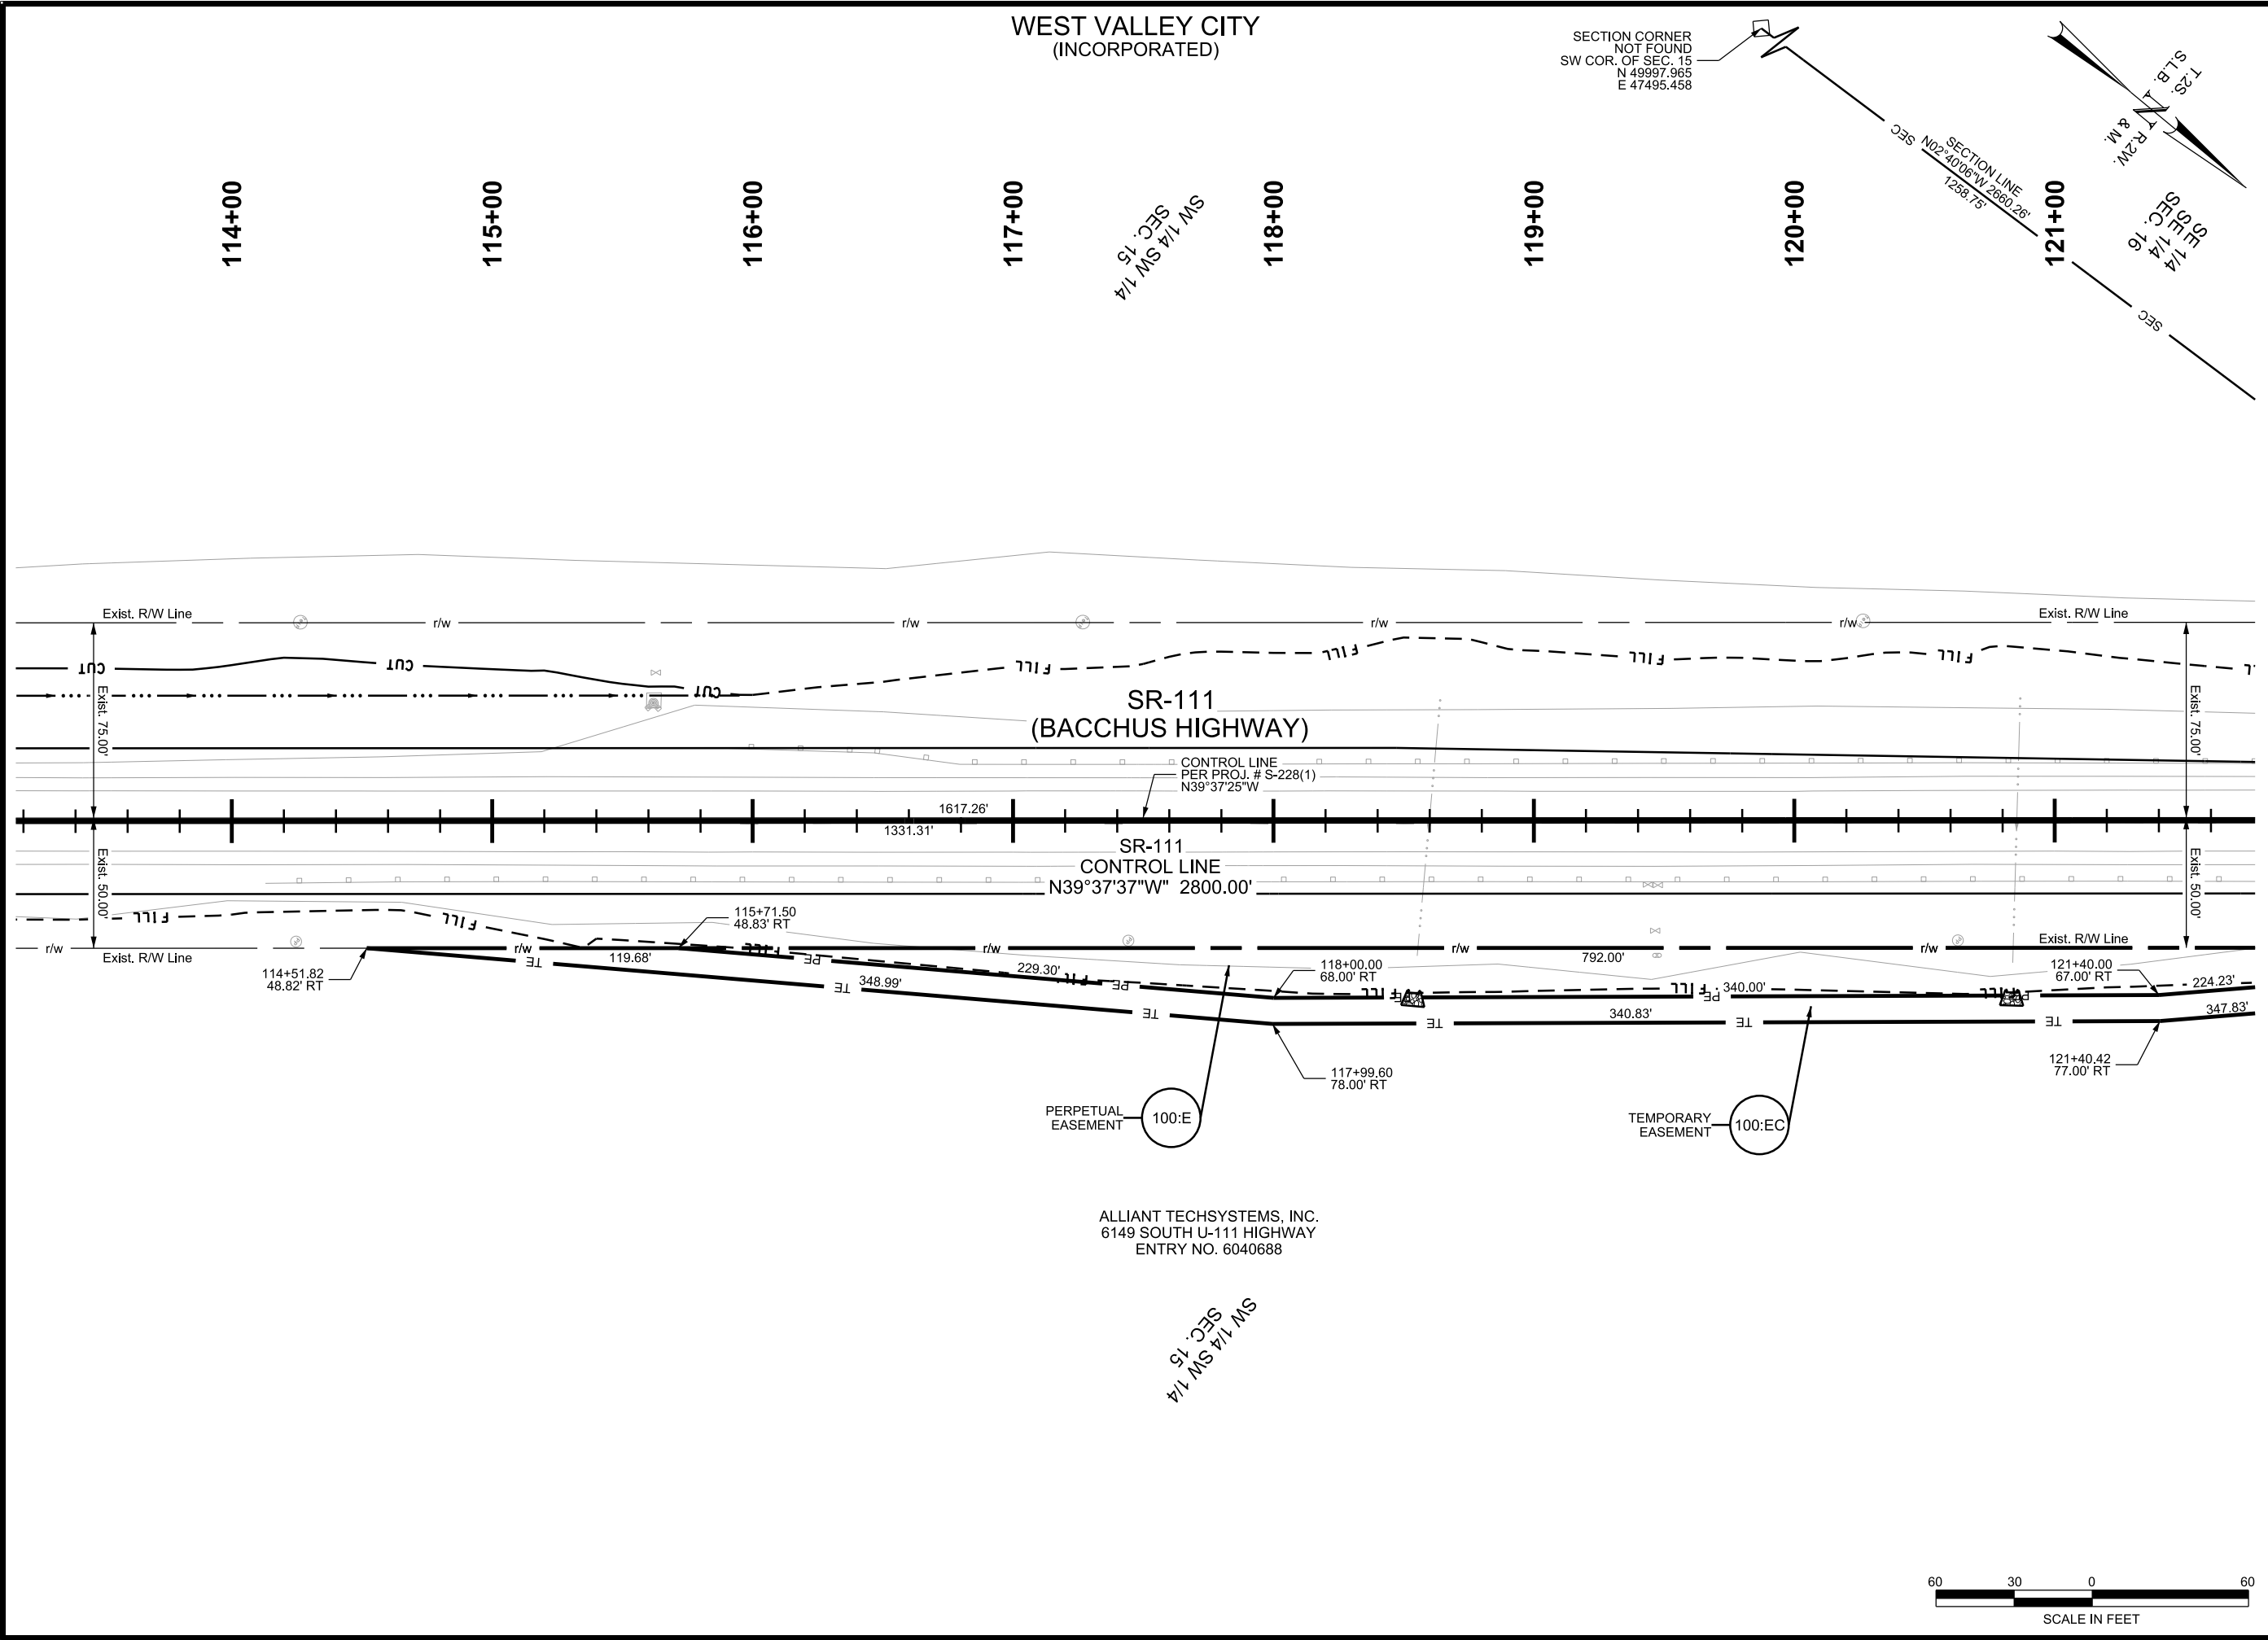 WEST VALLEY CITY
(INCORPORATED)
SECTION CORNER
NOT FOUND
SW COR. OF SEC. 15
N 49997.965
E 47495.458
T.2S. R.2W.
S.L.B. & M.
SEC
SECTION LINE
N02°40'06"W 2660.26'
1258.75'
SEC
SE 1/4
SE 1/4
SEC. 16
114+00
115+00
116+00
117+00
118+00
119+00
120+00
121+00
SW 1/4 SW 1/4
SEC. 15
Exist. R/W Line
r/w
r/w
r/w
r/w
Exist. R/W Line
CUT
CUT
CUT
FILL
FILL
FILL
FILL
Exist. 75.00'
Exist. 75.00'
SR-111
(BACCHUS HIGHWAY)
CONTROL LINE
PER PROJ. # S-228(1)
N39°37'25"W
1617.26'
1331.31'
SR-111
CONTROL LINE
N39°37'37"W" 2800.00'
Exist. 50.00'
Exist. 50.00'
FILL
FILL
FILL
FILL
FILL
FILL
FILL
115+71.50
48.83' RT
r/w
Exist. R/W Line
r/w
r/w
r/w
r/w
Exist. R/W Line
114+51.82
48.82' RT
TE
119.68'
PE
229.30'
PE
118+00.00
68.00' RT
792.00'
121+40.00
67.00' RT
224.23'
TE
348.99'
TE
PE
340.00'
PE
TE
340.83'
TE
TE
347.83'
117+99.60
78.00' RT
121+40.42
77.00' RT
PERPETUAL
EASEMENT
100:E
TEMPORARY
EASEMENT
100:EC
ALLIANT TECHSYSTEMS, INC.
6149 SOUTH U-111 HIGHWAY
ENTRY NO. 6040688
SW 1/4 SW 1/4
SEC. 15
60 30 0 60
SCALE IN FEET